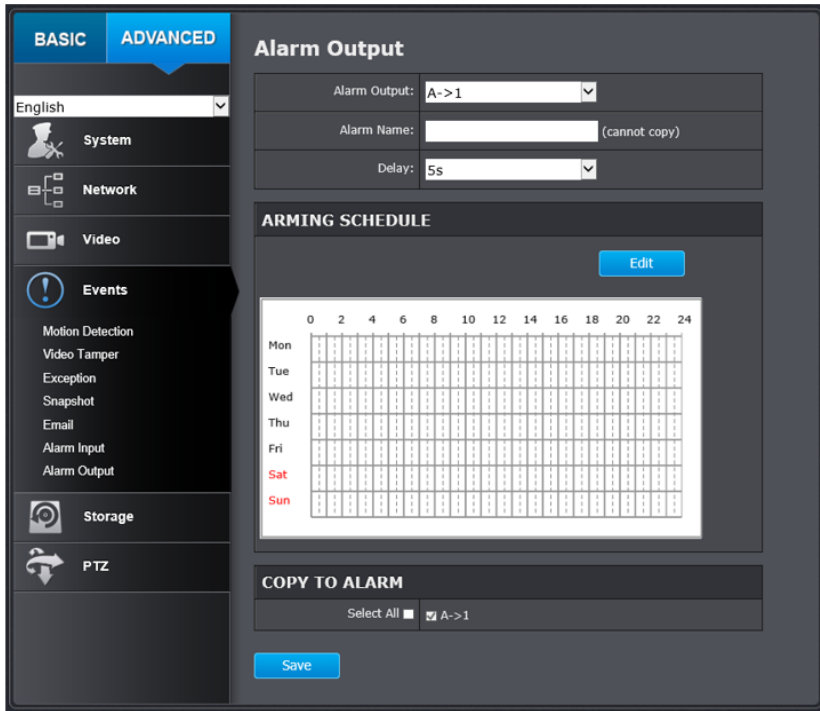 BASIC ADVANCED
English
System
Network
Video
Events
Motion Detection
Video Tamper
Exception
Snapshot
Email
Alarm Input
Alarm Output
Storage
PTZ
Alarm Output
Alarm Output: A->1
Alarm Name: (cannot copy)
Delay: 5s
ARMING SCHEDULE
Edit
0 2 4 6 8 10 12 14 16 18 20 22 24
Mon
Tue
Wed
Thu
Fri
Sat
Sun
COPY TO ALARM
Select All A->1
Save